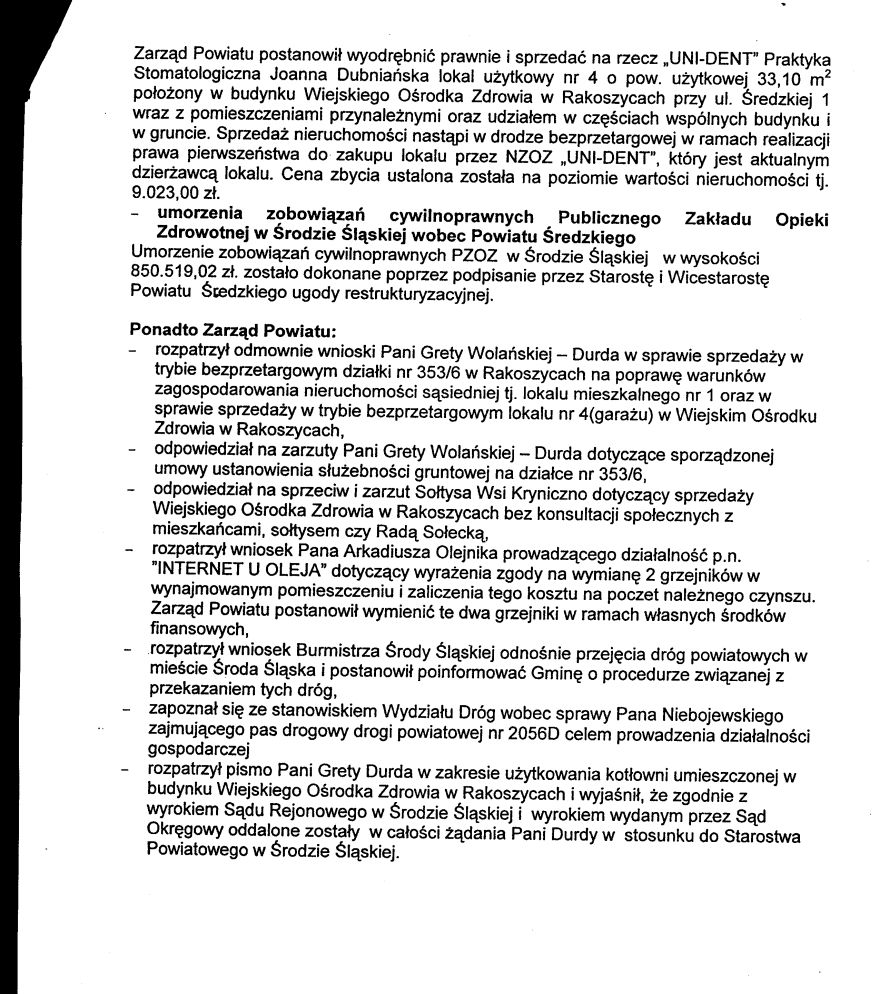 Zarząd Powiatu postanowił wyodrębnić prawnie i sprzedać na rzecz „UNI-DENT” Praktyka
Stomatologiczna Joanna Dubniańska lokal użytkowy nr 4 o pow. użytkowej 33,10 m²
położony w budynku Wiejskiego Ośrodka Zdrowia w Rakoszycach przy ul. Średzkiej 1
wraz z pomieszczeniami przynależnymi oraz udziałem w częściach wspólnych budynku i
w gruncie. Sprzedaż nieruchomości nastąpi w drodze bezprzetargowej w ramach realizacji
prawa pierwszeństwa do zakupu lokalu przez NZOZ „UNI-DENT”, który jest aktualnym
dzierżawcą lokalu. Cena zbycia ustalona została na poziomie wartości nieruchomości tj.
9.023,00 zł.
– umorzenia zobowiązań cywilnoprawnych Publicznego Zakładu Opieki
Zdrowotnej w Środzie Śląskiej wobec Powiatu Średzkiego
Umorzenie zobowiązań cywilnoprawnych PZOZ w Środzie Śląskiej w wysokości
850.519,02 zł. zostało dokonane poprzez podpisanie przez Starostę i Wicestarostę
Powiatu Średzkiego ugody restrukturyzacyjnej.
Ponadto Zarząd Powiatu:
– rozpatrzył odmownie wnioski Pani Grety Wolańskiej – Durda w sprawie sprzedaży w
trybie bezprzetargowym działki nr 353/6 w Rakoszycach na poprawę warunków
zagospodarowania nieruchomości sąsiedniej tj. lokalu mieszkalnego nr 1 oraz w
sprawie sprzedaży w trybie bezprzetargowym lokalu nr 4(garażu) w Wiejskim Ośrodku
Zdrowia w Rakoszycach,
– odpowiedział na zarzuty Pani Grety Wolańskiej – Durda dotyczące sporządzonej
umowy ustanowienia służebności gruntowej na działce nr 353/6,
– odpowiedział na sprzeciw i zarzut Sołtysa Wsi Kryniczno dotyczący sprzedaży
Wiejskiego Ośrodka Zdrowia w Rakoszycach bez konsultacji społecznych z
mieszkańcami, sołtysem czy Radą Sołecką,
– rozpatrzył wniosek Pana Arkadiusza Olejnika prowadzącego działalność p.n.
"INTERNET U OLEJA” dotyczący wyrażenia zgody na wymianę 2 grzejników w
wynajmowanym pomieszczeniu i zaliczenia tego kosztu na poczet należnego czynszu.
Zarząd Powiatu postanowił wymienić te dwa grzejniki w ramach własnych środków
finansowych,
– rozpatrzył wniosek Burmistrza Środy Śląskiej odnośnie przejęcia dróg powiatowych w
mieście Środa Śląska i postanowił poinformować Gminę o procedurze związanej z
przekazaniem tych dróg,
– zapoznał się ze stanowiskiem Wydziału Dróg wobec sprawy Pana Niebojewskiego
zajmującego pas drogowy drogi powiatowej nr 2056D celem prowadzenia działalności
gospodarczej
– rozpatrzył pismo Pani Grety Durda w zakresie użytkowania kotłowni umieszczonej w
budynku Wiejskiego Ośrodka Zdrowia w Rakoszycach i wyjaśnił, że zgodnie z
wyrokiem Sądu Rejonowego w Środzie Śląskiej i wyrokiem wydanym przez Sąd
Okręgowy oddalone zostały w całości żądania Pani Durdy w stosunku do Starostwa
Powiatowego w Środzie Śląskiej.